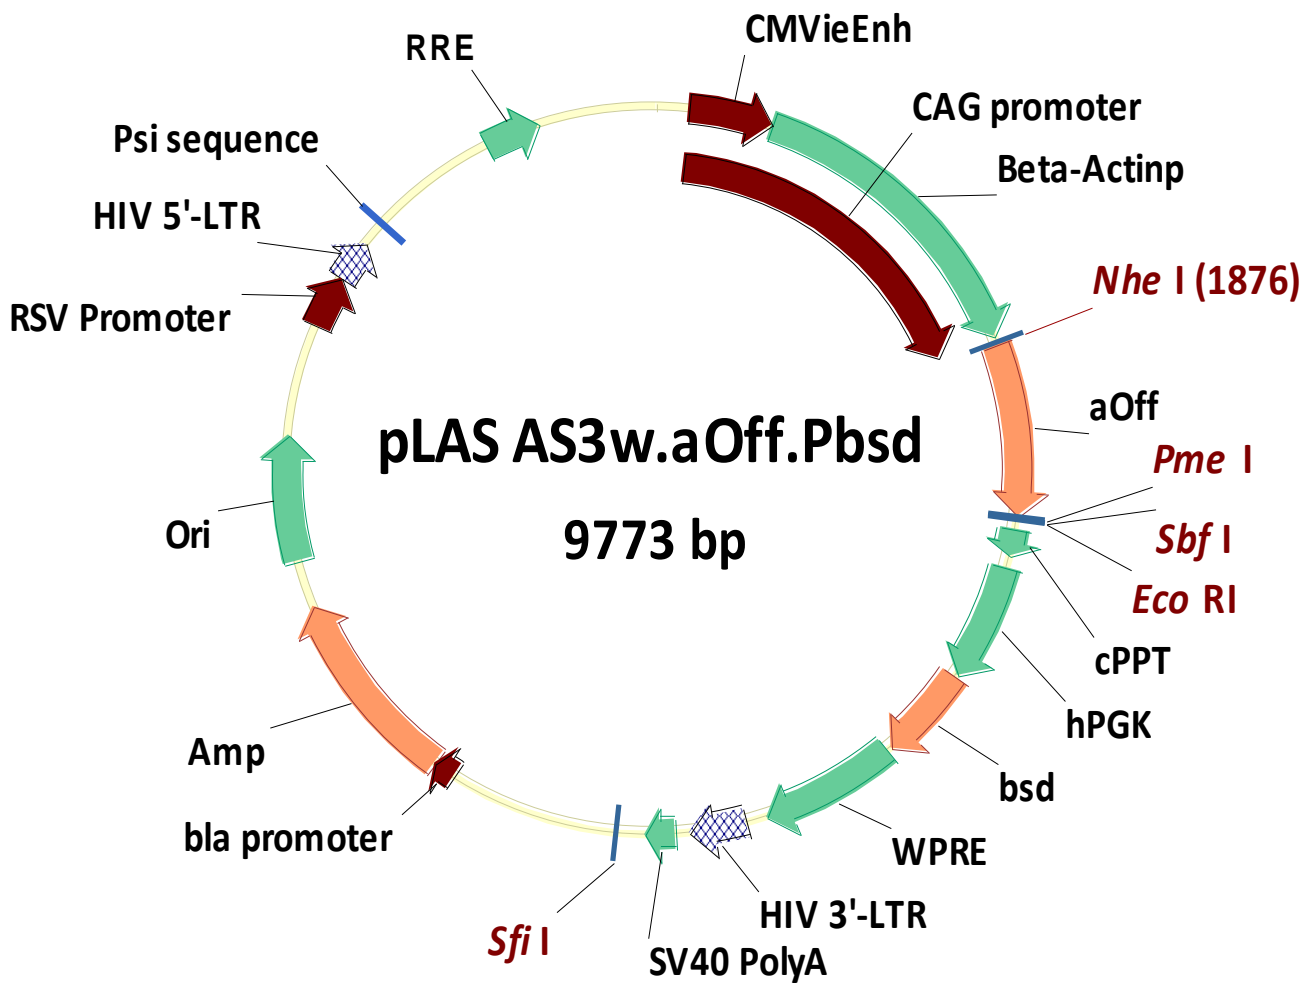 CMVieEnh
RRE
CAG promoter
Psi sequence
Beta-Actinp
HIV 5'-LTR
Nhe I (1876)
RSV Promoter
aOff
pLAS AS3w.aOff.Pbsd
Pme I
Ori
9773 bp
Sbf I
Eco RI
cPPT
hPGK
Amp
bsd
bla promoter
WPRE
HIV 3'-LTR
Sfi I
SV40 PolyA